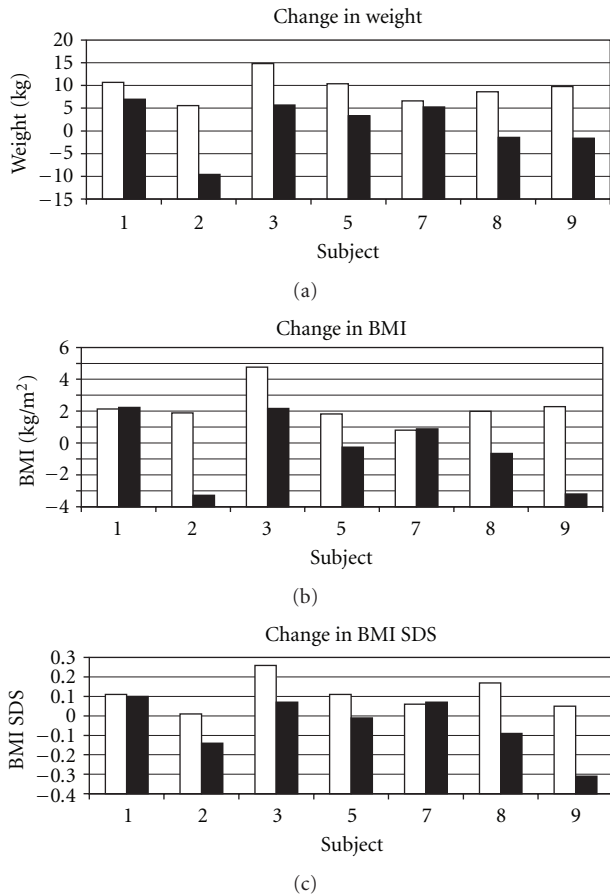 Change in weight
Weight (kg)
20
15
10
5
0
−5
−10
−15
1 2 3 5 7 8 9
Subject
(a)
Change in BMI
BMI (kg/m²)
6
4
2
0
−2
−4
1 2 3 5 7 8 9
Subject
(b)
Change in BMI SDS
BMI SDS
0.3
0.2
0.1
0
−0.1
−0.2
−0.3
−0.4
1 2 3 5 7 8 9
Subject
(c)